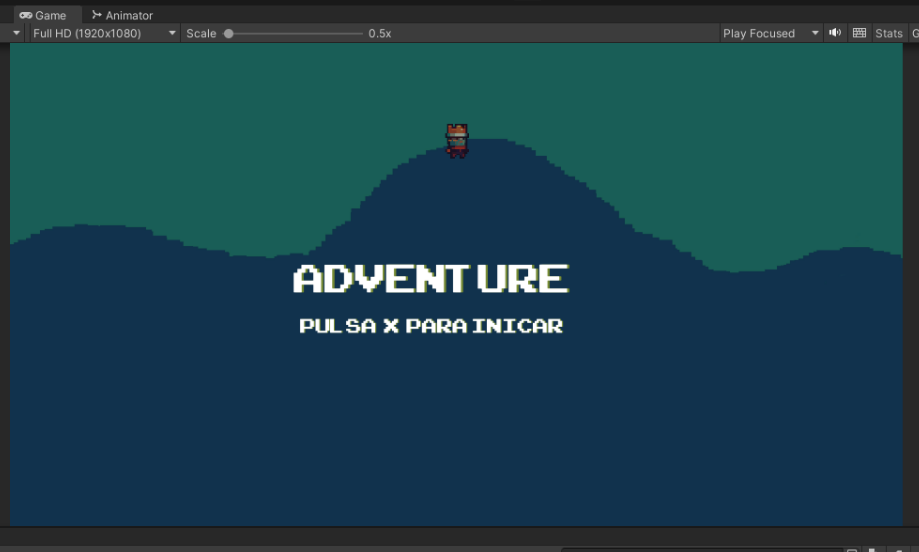 Game Animator
Full HD (1920x1080) Scale 0.5x Play Focused Stats
ADVENTURE
PULSA X PARA INICAR